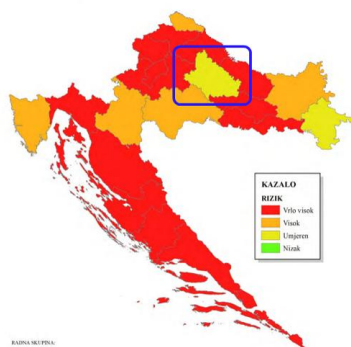 KAZALO
RIZIK
Vrlo visok
Visok
Umjeren
Nizak
RADNA SKUPINA: